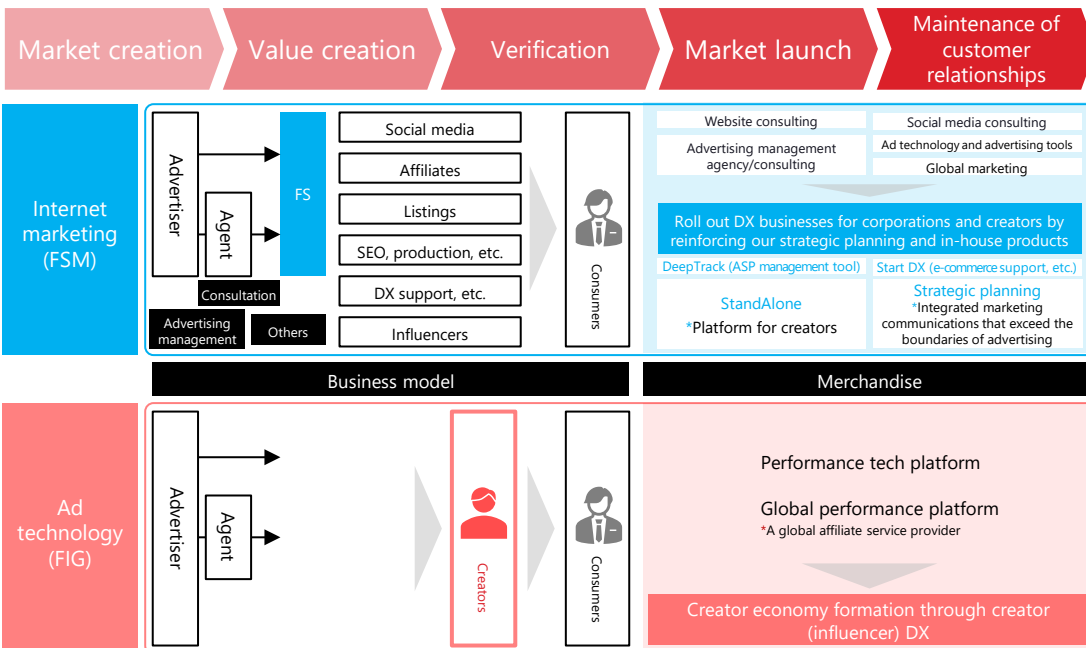 Market creation
Value creation
Verification
Market launch
Maintenance of
customer
relationships
Internet
marketing
(FSM)
Advertiser
Agent
FS
Consultation
Advertising
management
Others
Social media
Affiliates
Listings
SEO, production, etc.
DX support, etc.
Influencers
Consumers
Website consulting
Social media consulting
Advertising management
agency/consulting
Ad technology and advertising tools
Global marketing
Roll out DX businesses for corporations and creators by
reinforcing our strategic planning and in-house products
DeepTrack (ASP management tool)
Start DX (e-commerce support, etc.)
StandAlone
*Platform for creators
Strategic planning
*Integrated marketing
communications that exceed the
boundaries of advertising
Business model
Merchandise
Ad
technology
(FIG)
Advertiser
Agent
Creators
Consumers
Performance tech platform
Global performance platform
*A global affiliate service provider
Creator economy formation through creator
(influencer) DX